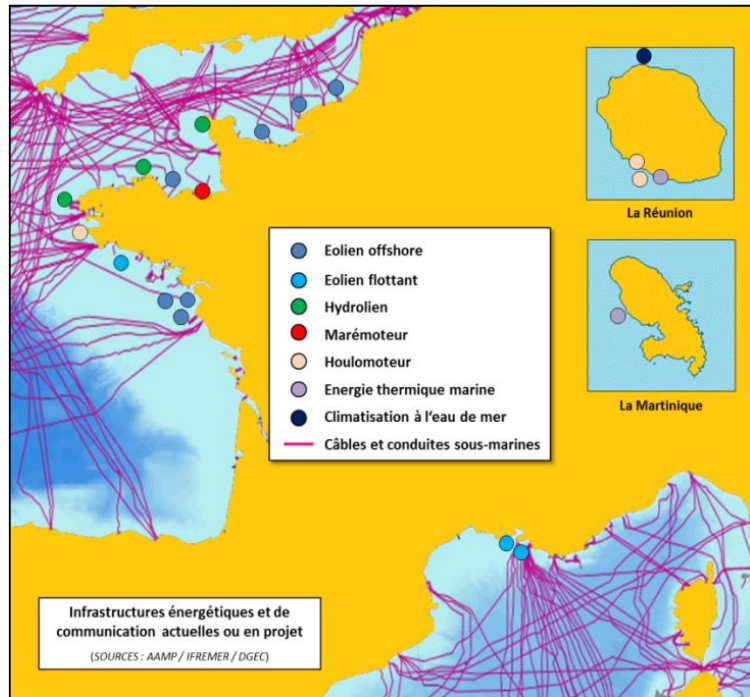 La Réunion
Eolien offshore
Eolien flottant
Hydrolien
Marémoteur
Houlomoteur
Energie thermique marine
Climatisation à l'eau de mer
Câbles et conduites sous-marines
La Martinique
Infrastructures énergétiques et de
communication actuelles ou en projet
(SOURCES : AAMP / IFREMER / DGEC)